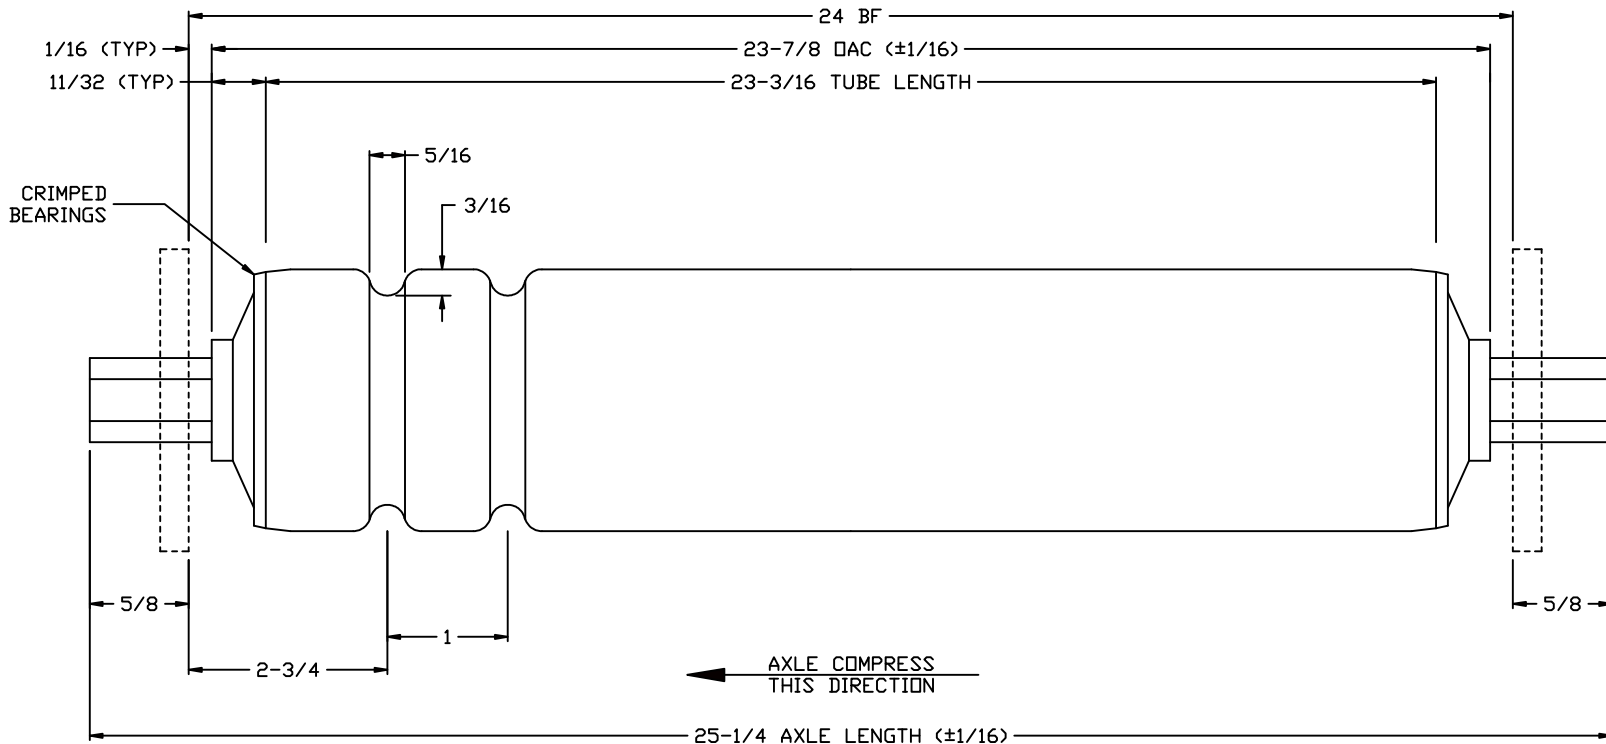 24 BF
1/16 (TYP)
23-7/8 OAC (±1/16)
11/32 (TYP)
23-3/16 TUBE LENGTH
5/16
CRIMPED
BEARINGS
3/16
5/8
5/8
1
2-3/4
AXLE COMPRESS
THIS DIRECTION
25-1/4 AXLE LENGTH (±1/16)